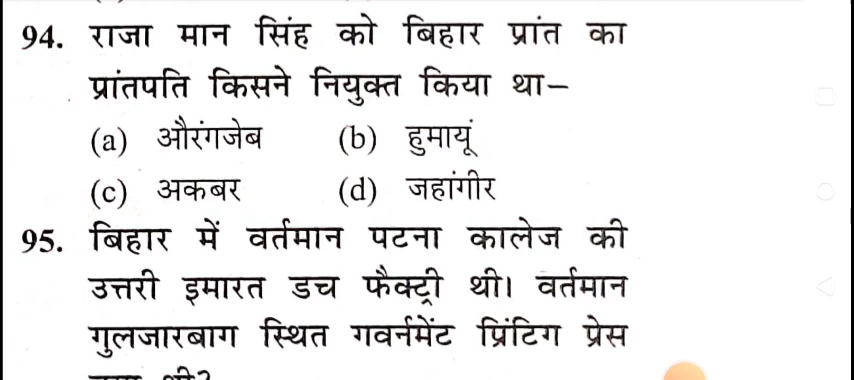 94. राजा मान सिंह को बिहार प्रांत का
प्रांतपति किसने नियुक्त किया था–
(a) औरंगजेब (b) हुमायूं
(c) अकबर (d) जहांगीर
95. बिहार में वर्तमान पटना कालेज की
उत्तरी इमारत डच फैक्ट्री थी। वर्तमान
गुलजारबाग स्थित गवर्नमेंट प्रिंटिग प्रेस